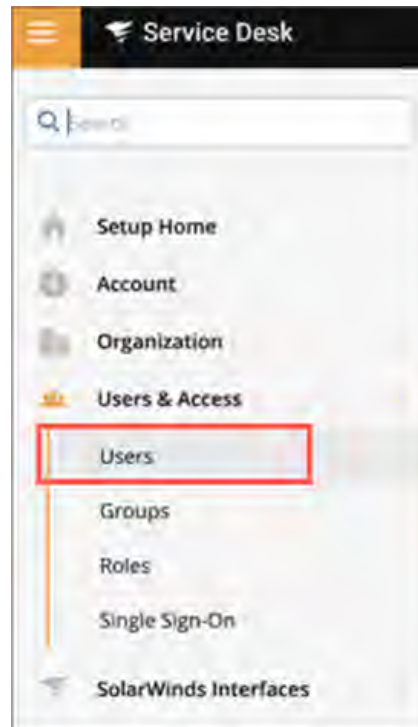 Service Desk
Search
Setup Home
Account
Organization
Users & Access
Users
Groups
Roles
Single Sign-On
SolarWinds Interfaces